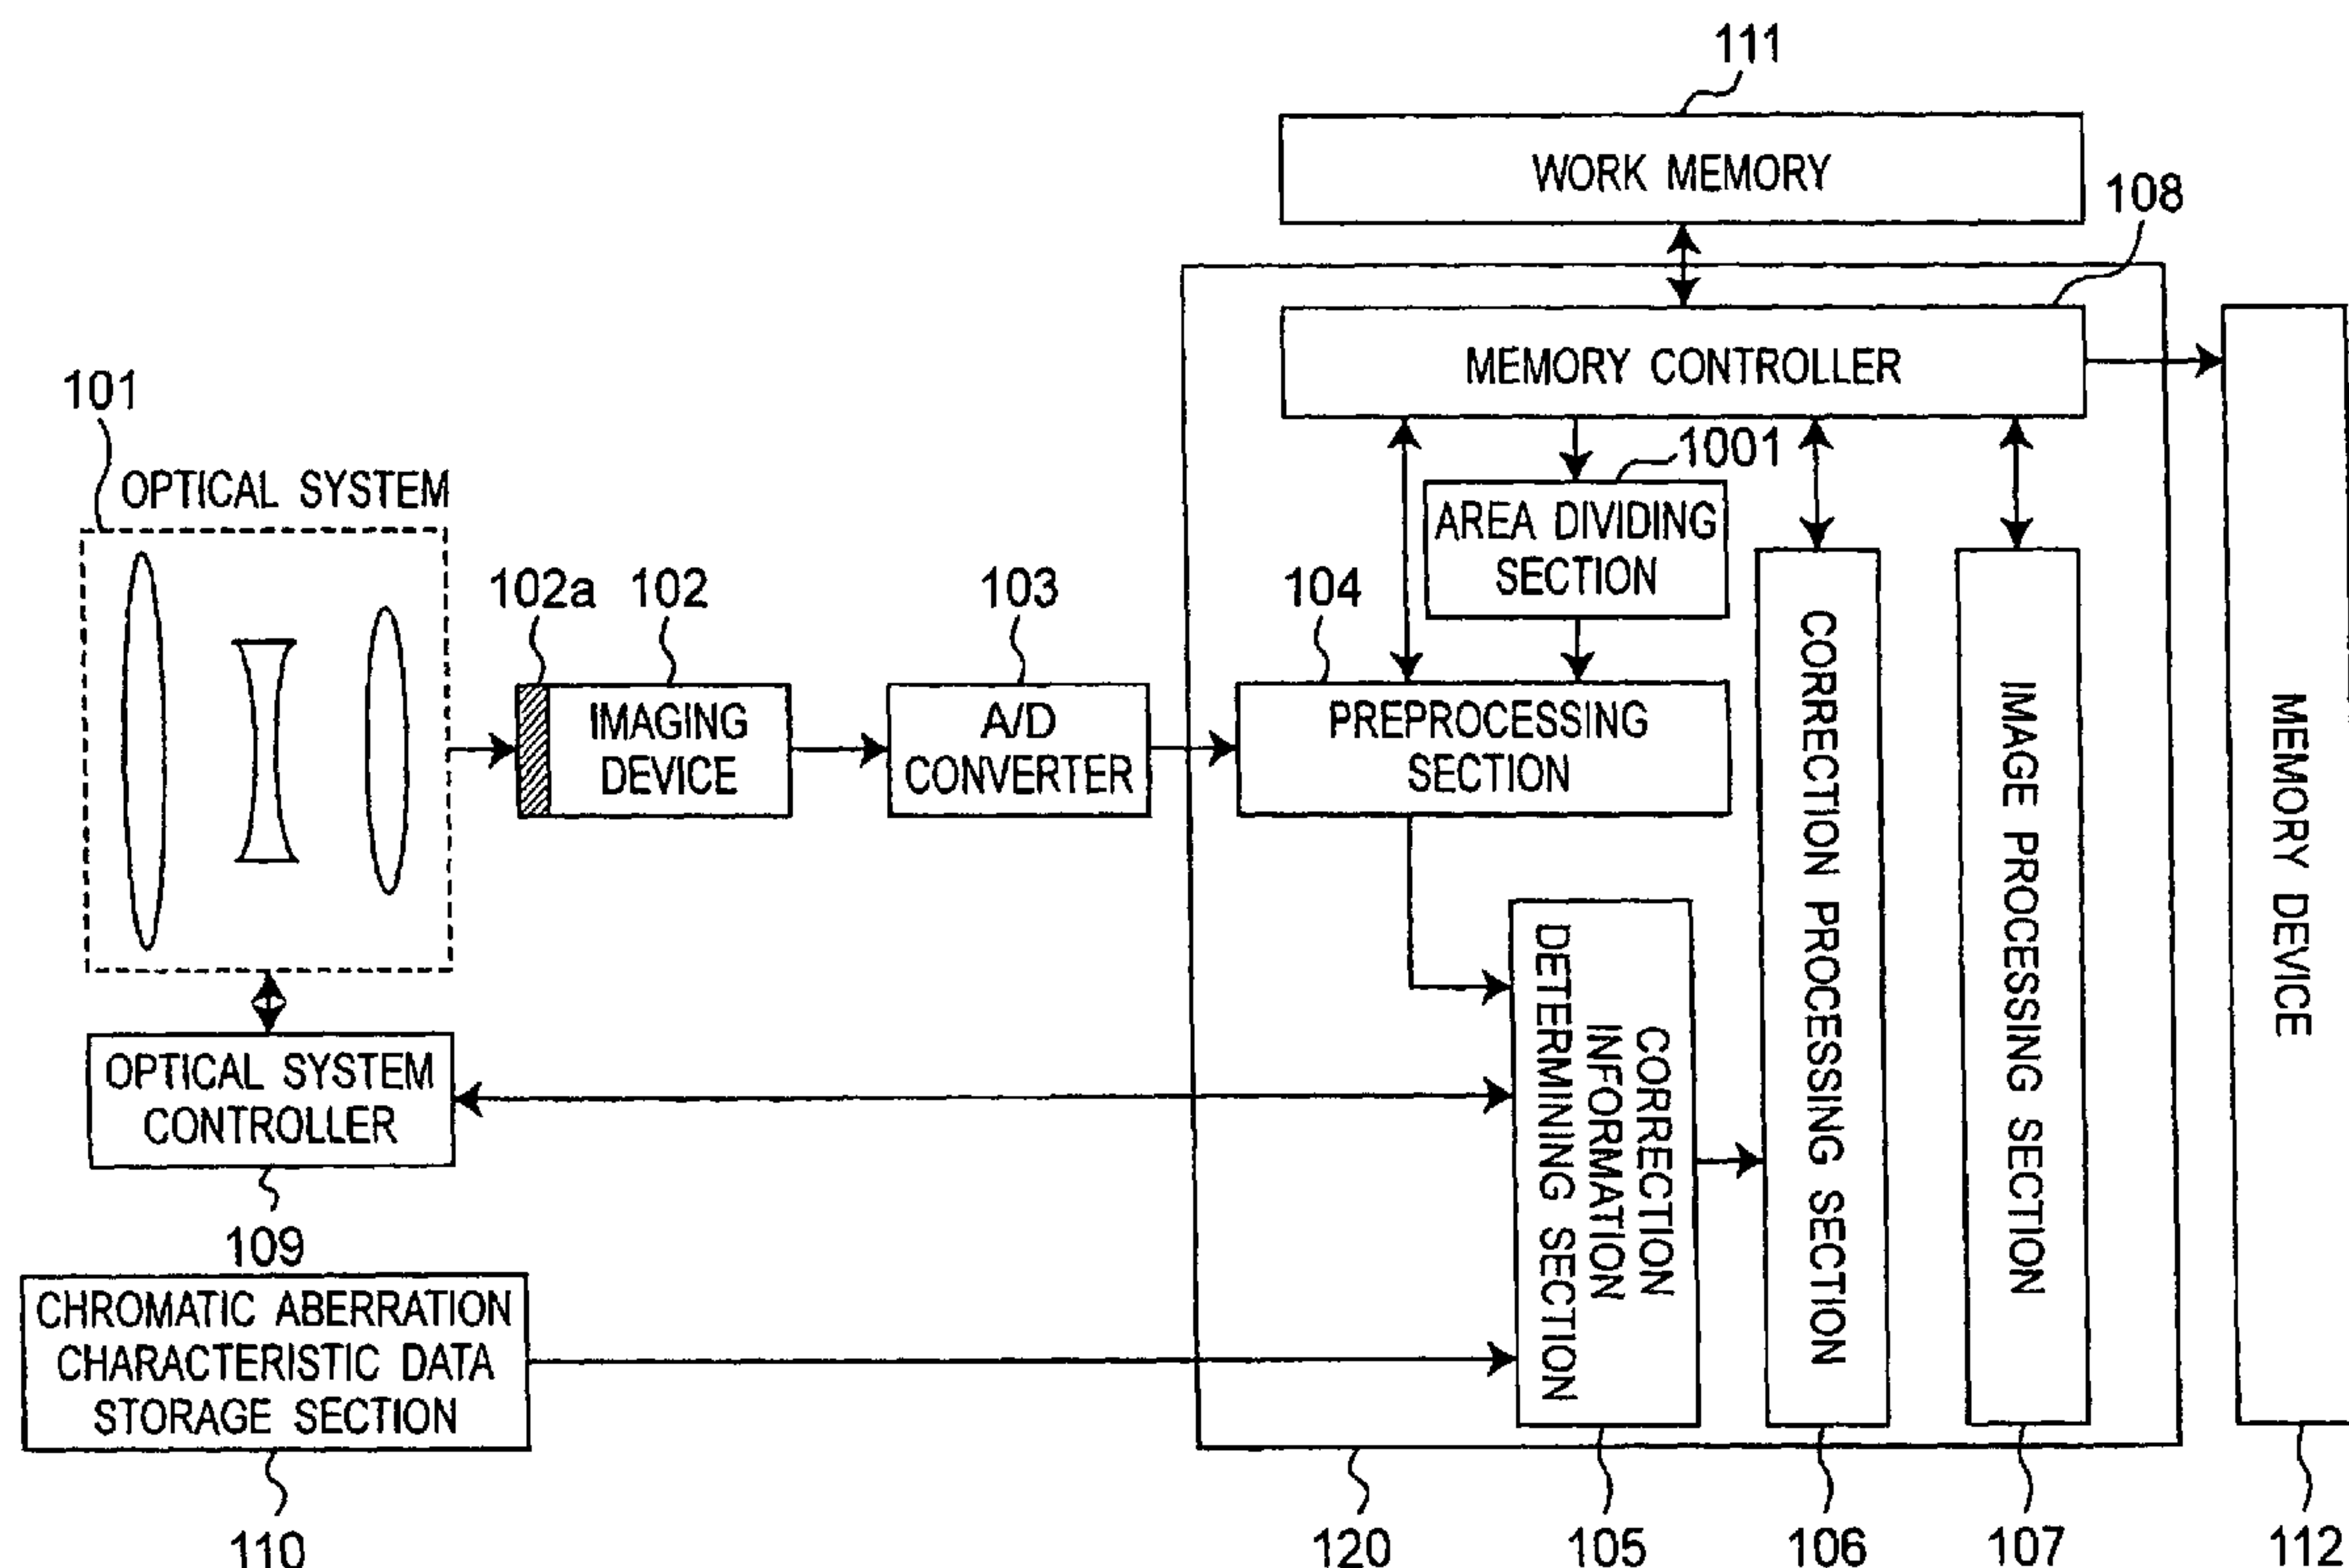 111
WORK MEMORY
108
MEMORY CONTROLLER
101
OPTICAL SYSTEM
1001
AREA DIVIDING
SECTION
102a
102
103
104
IMAGING
DEVICE
A/D
CONVERTER
PREPROCESSING
SECTION
CORRECTION PROCESSING SECTION
IMAGE PROCESSING SECTION
MEMORY DEVICE
CORRECTION
INFORMATION
DETERMINING SECTION
OPTICAL SYSTEM
CONTROLLER
109
CHROMATIC ABERRATION
CHARACTERISTIC DATA
STORAGE SECTION
110
120
105
106
107
112